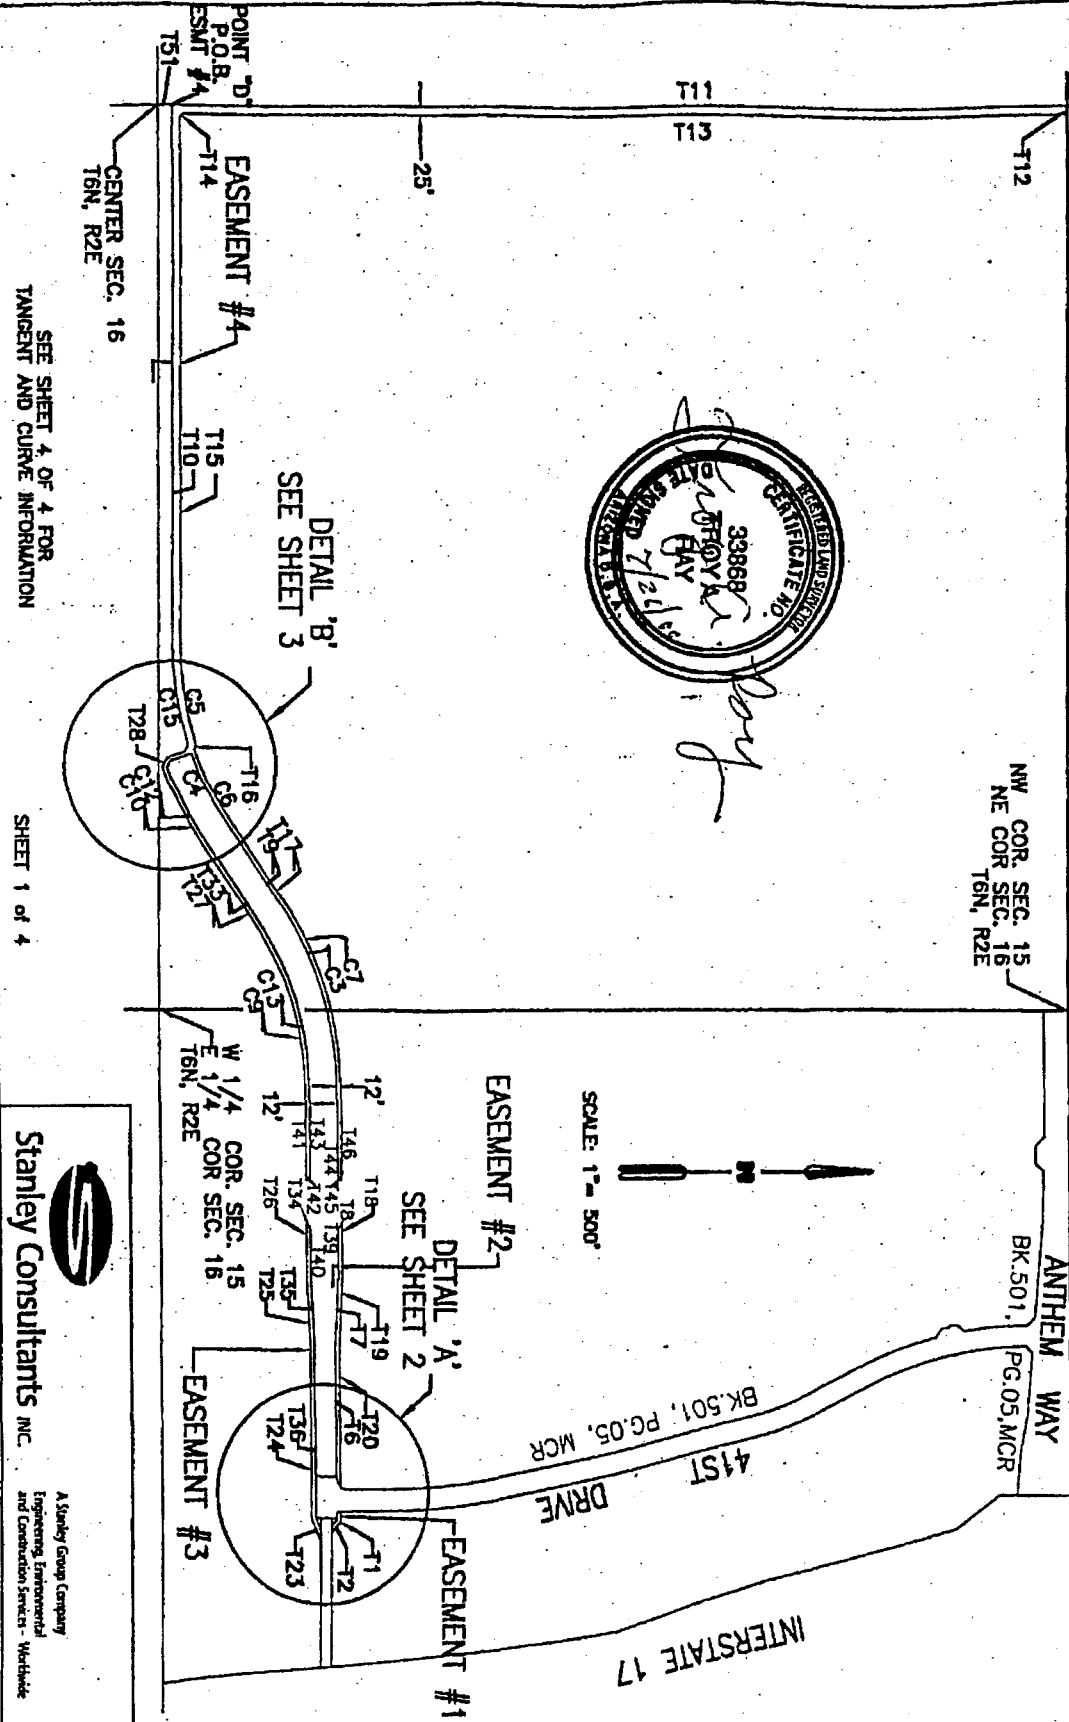 POINT "D"
P.O.B.
ESMT #4
T51
T11
T13
T12
T14
25'
EASEMENT #4
CENTER SEC. 16
T6N, R2E
SEE SHEET 4 OF 4 FOR
TANGENT AND CURVE INFORMATION
T15
T10
DETAIL 'B'
SEE SHEET 3
REGISTERED LAND SURVEYOR
CERTIFICATE NO.
33868
TROY A.
RAY
DATE SIGNED
ARIZONA U.S.A.
NW COR. SEC. 15
NE COR SEC. 16
T6N, R2E
C5
C15
T28
T16
C4
C6
C10
T17
T9
T33
T27
C7
C3
C13
C9
SHEET 1 of 4
W 1/4 COR. SEC. 15
E 1/4 COR SEC. 16
T6N, R2E
12'
12'
T41
T43
T44
T46
T42
T45
T34
T26
T8
T18
T39
T40
EASEMENT #2
SCALE: 1"= 500'
N
DETAIL 'A'
SEE SHEET 2
T35
T25
T19
T7
T20
T6
T36
T24
EASEMENT #3
T23
T2
T1
EASEMENT #1
ANTHEM WAY
BK.501, PG.05,MCR
BK.501, PG.05, MCR
41ST DRIVE
INTERSTATE 17
Stanley Consultants INC.
A Stanley Group Company
Engineering, Environmental
and Construction Services - Worldwide